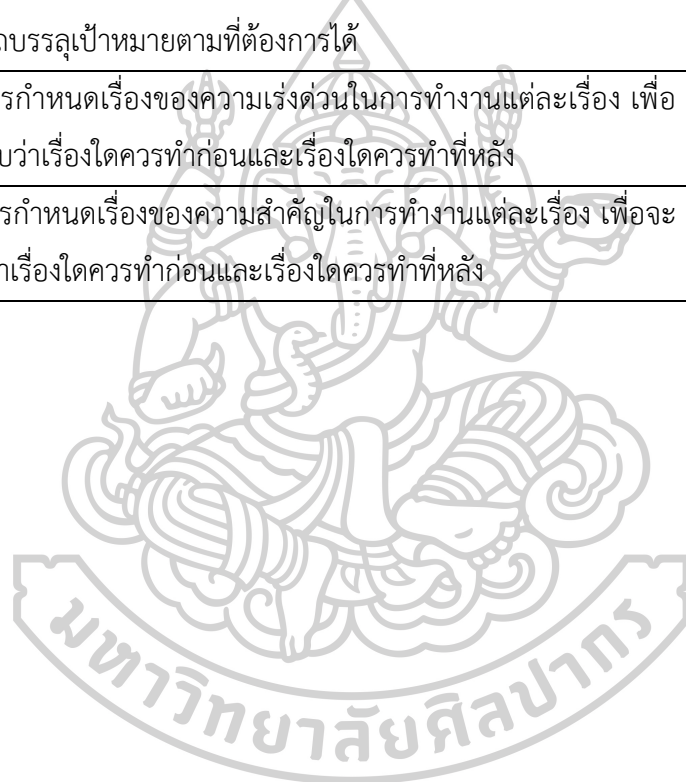 ถบรรลุเป้าหมายตามที่ต้องการได้
รกำหนดเรื่องของความเร่งด่วนในการทำงานแต่ละเรื่อง เพื่อ
บว่าเรื่องใดควรทำก่อนและเรื่องใดควรทำที่หลัง
รกำหนดเรื่องของความสำคัญในการทำงานแต่ละเรื่อง เพื่อจะ
าเรื่องใดควรทำก่อนและเรื่องใดควรทำที่หลัง
มหาวิทยาลัยศิลปากร